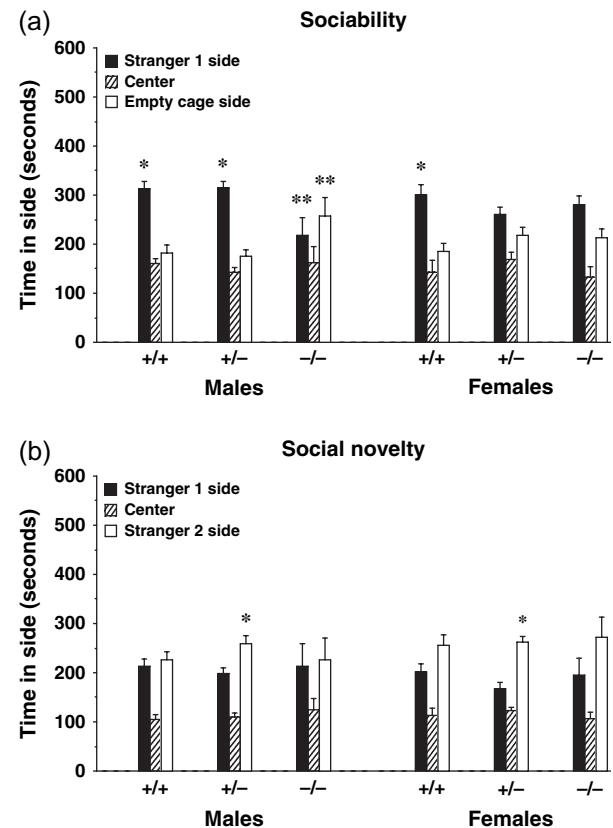 (a)
Sociability
600
500
400
300
200
100
0
Time in side (seconds)
Stranger 1 side
Center
Empty cage side
* * ** ** *
+/+ +/− −/− +/+ +/− −/−
Males Females
(b)
Social novelty
600
500
400
300
200
100
0
Time in side (seconds)
Stranger 1 side
Center
Stranger 2 side
* *
+/+ +/− −/− +/+ +/− −/−
Males Females